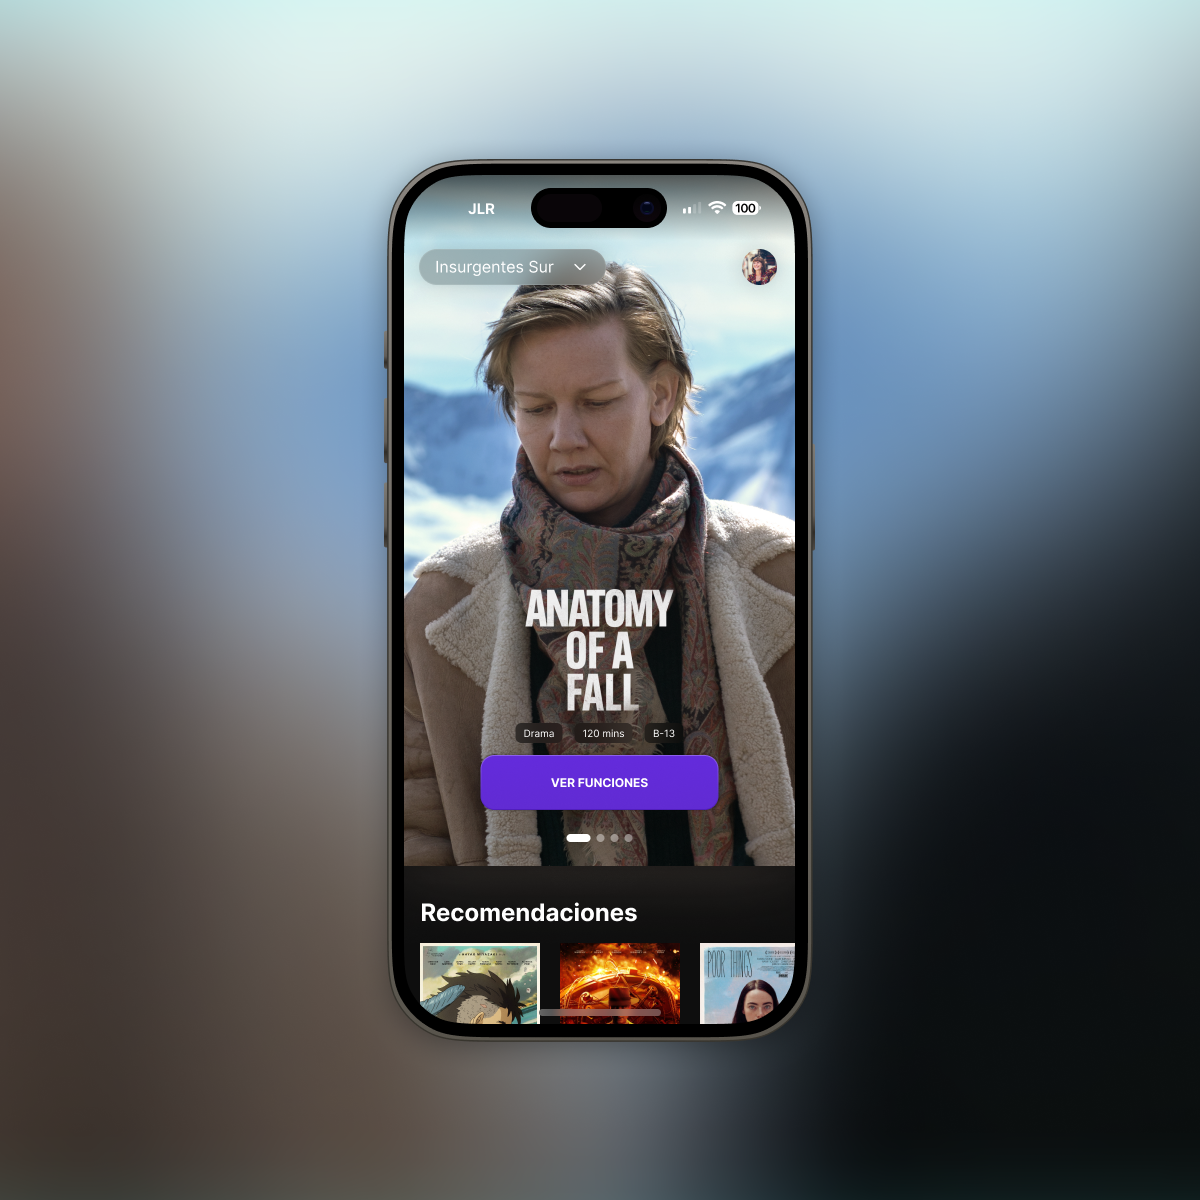 JLR
100
Insurgentes Sur
ANATOMY
OF A
FALL
Drama
120 mins
B-13
VER FUNCIONES
Recomendaciones
POOR THINGS